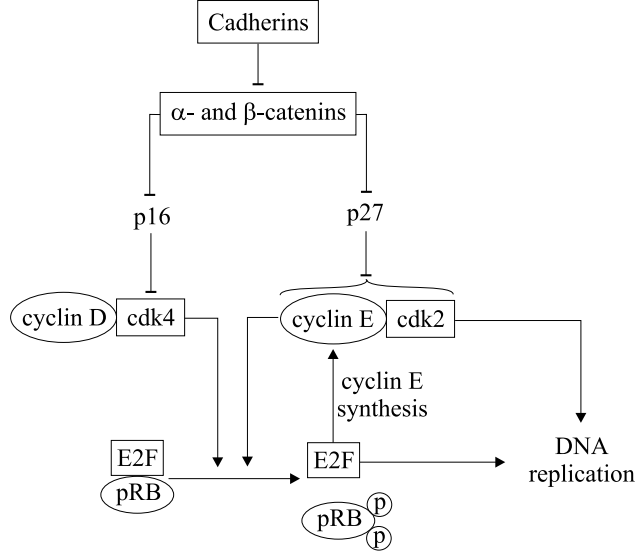 Cadherins
α- and β-catenins
p16
p27
cyclin D
cdk4
cyclin E
cdk2
cyclin E
synthesis
E2F
pRB
E2F
pRB
p
p
DNA
replication